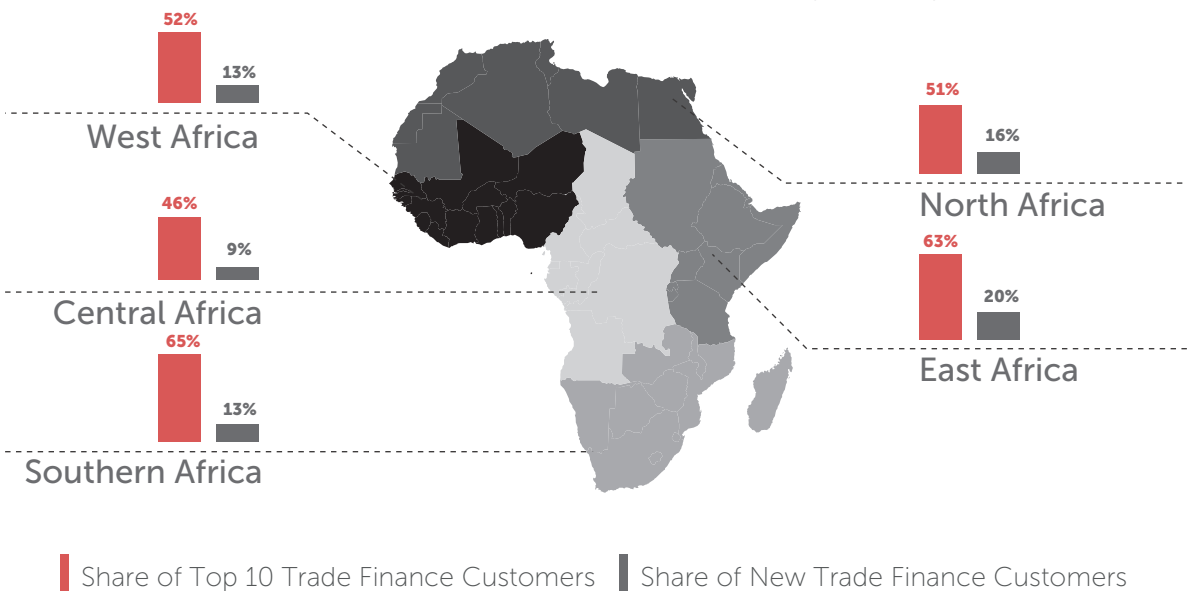 52%
13%
West Africa
46%
9%
Central Africa
65%
13%
Southern Africa
51%
16%
North Africa
63%
20%
East Africa
Share of Top 10 Trade Finance Customers
Share of New Trade Finance Customers